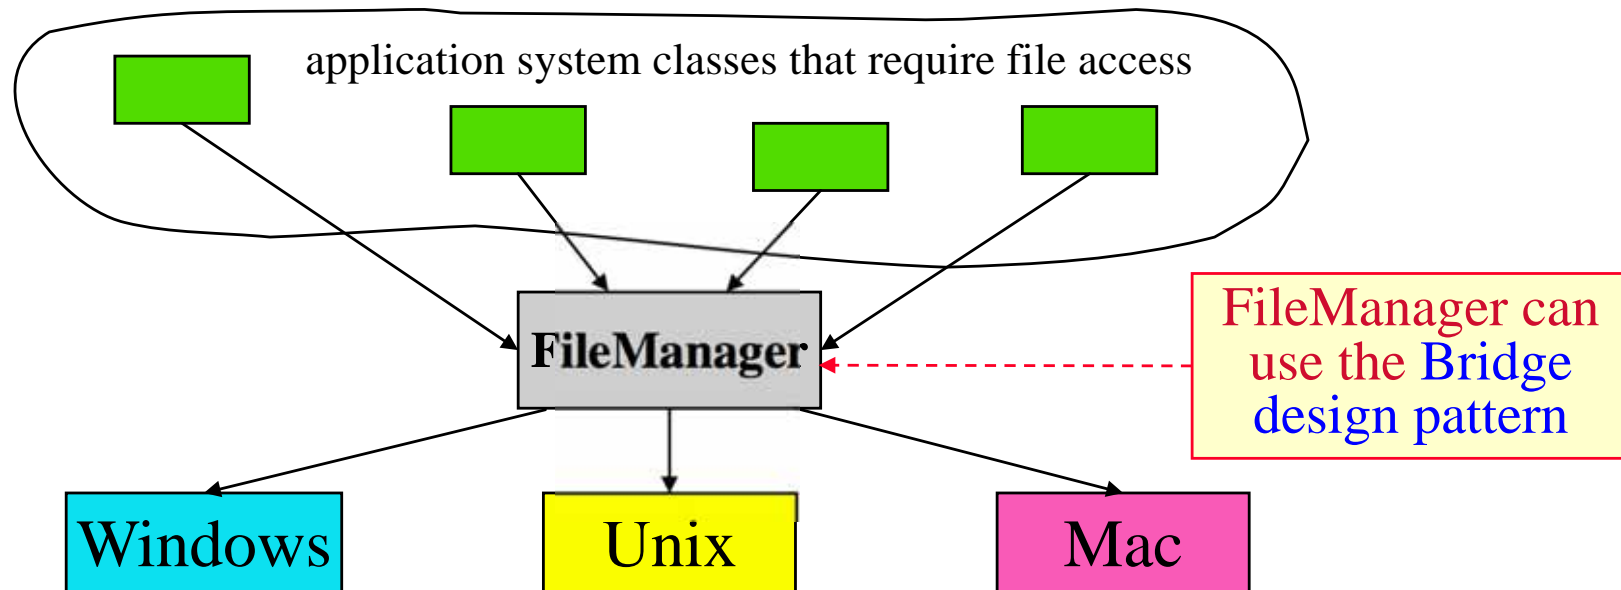 application system classes that require file access
FileManager
FileManager can
use the Bridge
design pattern
Windows
Unix
Mac